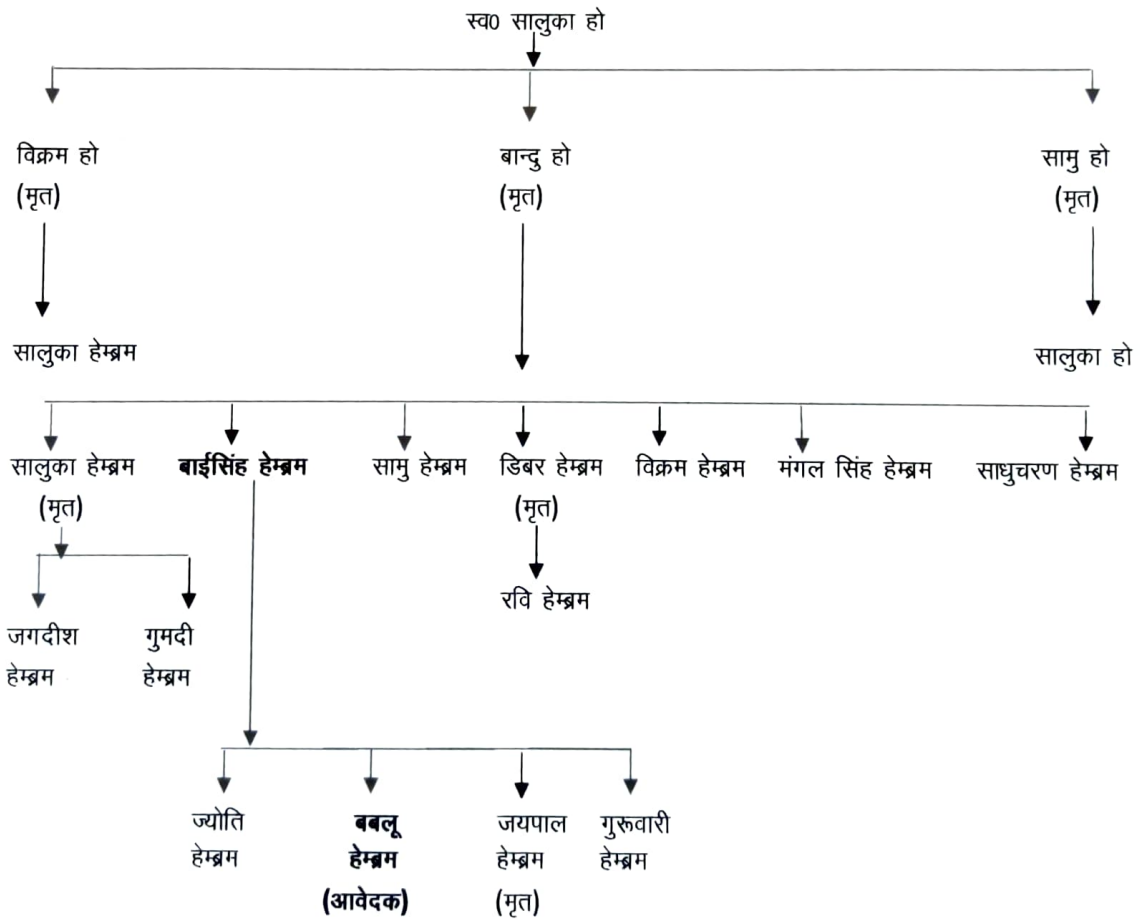 स्व0 सालुका हो
विक्रम हो बान्दु हो सामु हो
(मृत) (मृत) (मृत)
सालुका हेम्ब्रम सालुका हो
सालुका हेम्ब्रम बाईसिंह हेम्ब्रम सामु हेम्ब्रम डिबर हेम्ब्रम विक्रम हेम्ब्रम मंगल सिंह हेम्ब्रम साधुचरण हेम्ब्रम
(मृत) (मृत)
रवि हेम्ब्रम
जगदीश गुमदी
हेम्ब्रम हेम्ब्रम
ज्योति बबलू जयपाल गुरूवारी
हेम्ब्रम हेम्ब्रम हेम्ब्रम हेम्ब्रम
(आवेदक) (मृत)